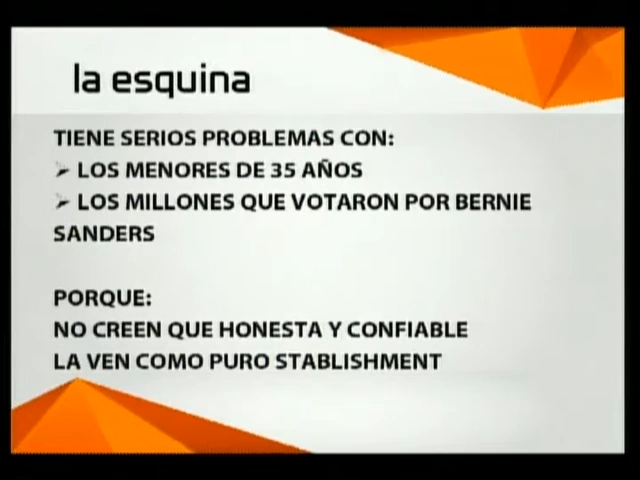 la esquina
TIENE SERIOS PROBLEMAS CON:
➢ LOS MENORES DE 35 AÑOS
➢ LOS MILLONES QUE VOTARON POR BERNIE
SANDERS
PORQUE:
NO CREEN QUE HONESTA Y CONFIABLE
LA VEN COMO PURO STABLISHMENT